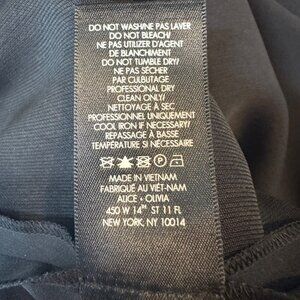 DO NOT WASH/NE PAS LAVER
DO NOT BLEACH/
NE PAS UTILIZER D'AGENT
DE BLANCHIMENT
DO NOT TUMBLE DRY/
NE PAS SÉCHER
PAR CULBUTAGE
PROFESSIONAL DRY
CLEAN ONLY/
NETTOYAGE À SEC
PROFESSIONNEL UNIQUEMENT
COOL IRON IF NECESSARY/
REPASSAGE À BASSE
TEMPÉRATURE SI NÉCESSAIRE
MADE IN VIETNAM
FABRIQUÉ AU VIÊT-NAM
ALICE + OLIVIA
450 W 14TH ST 11 FL
NEW YORK, NY 10014